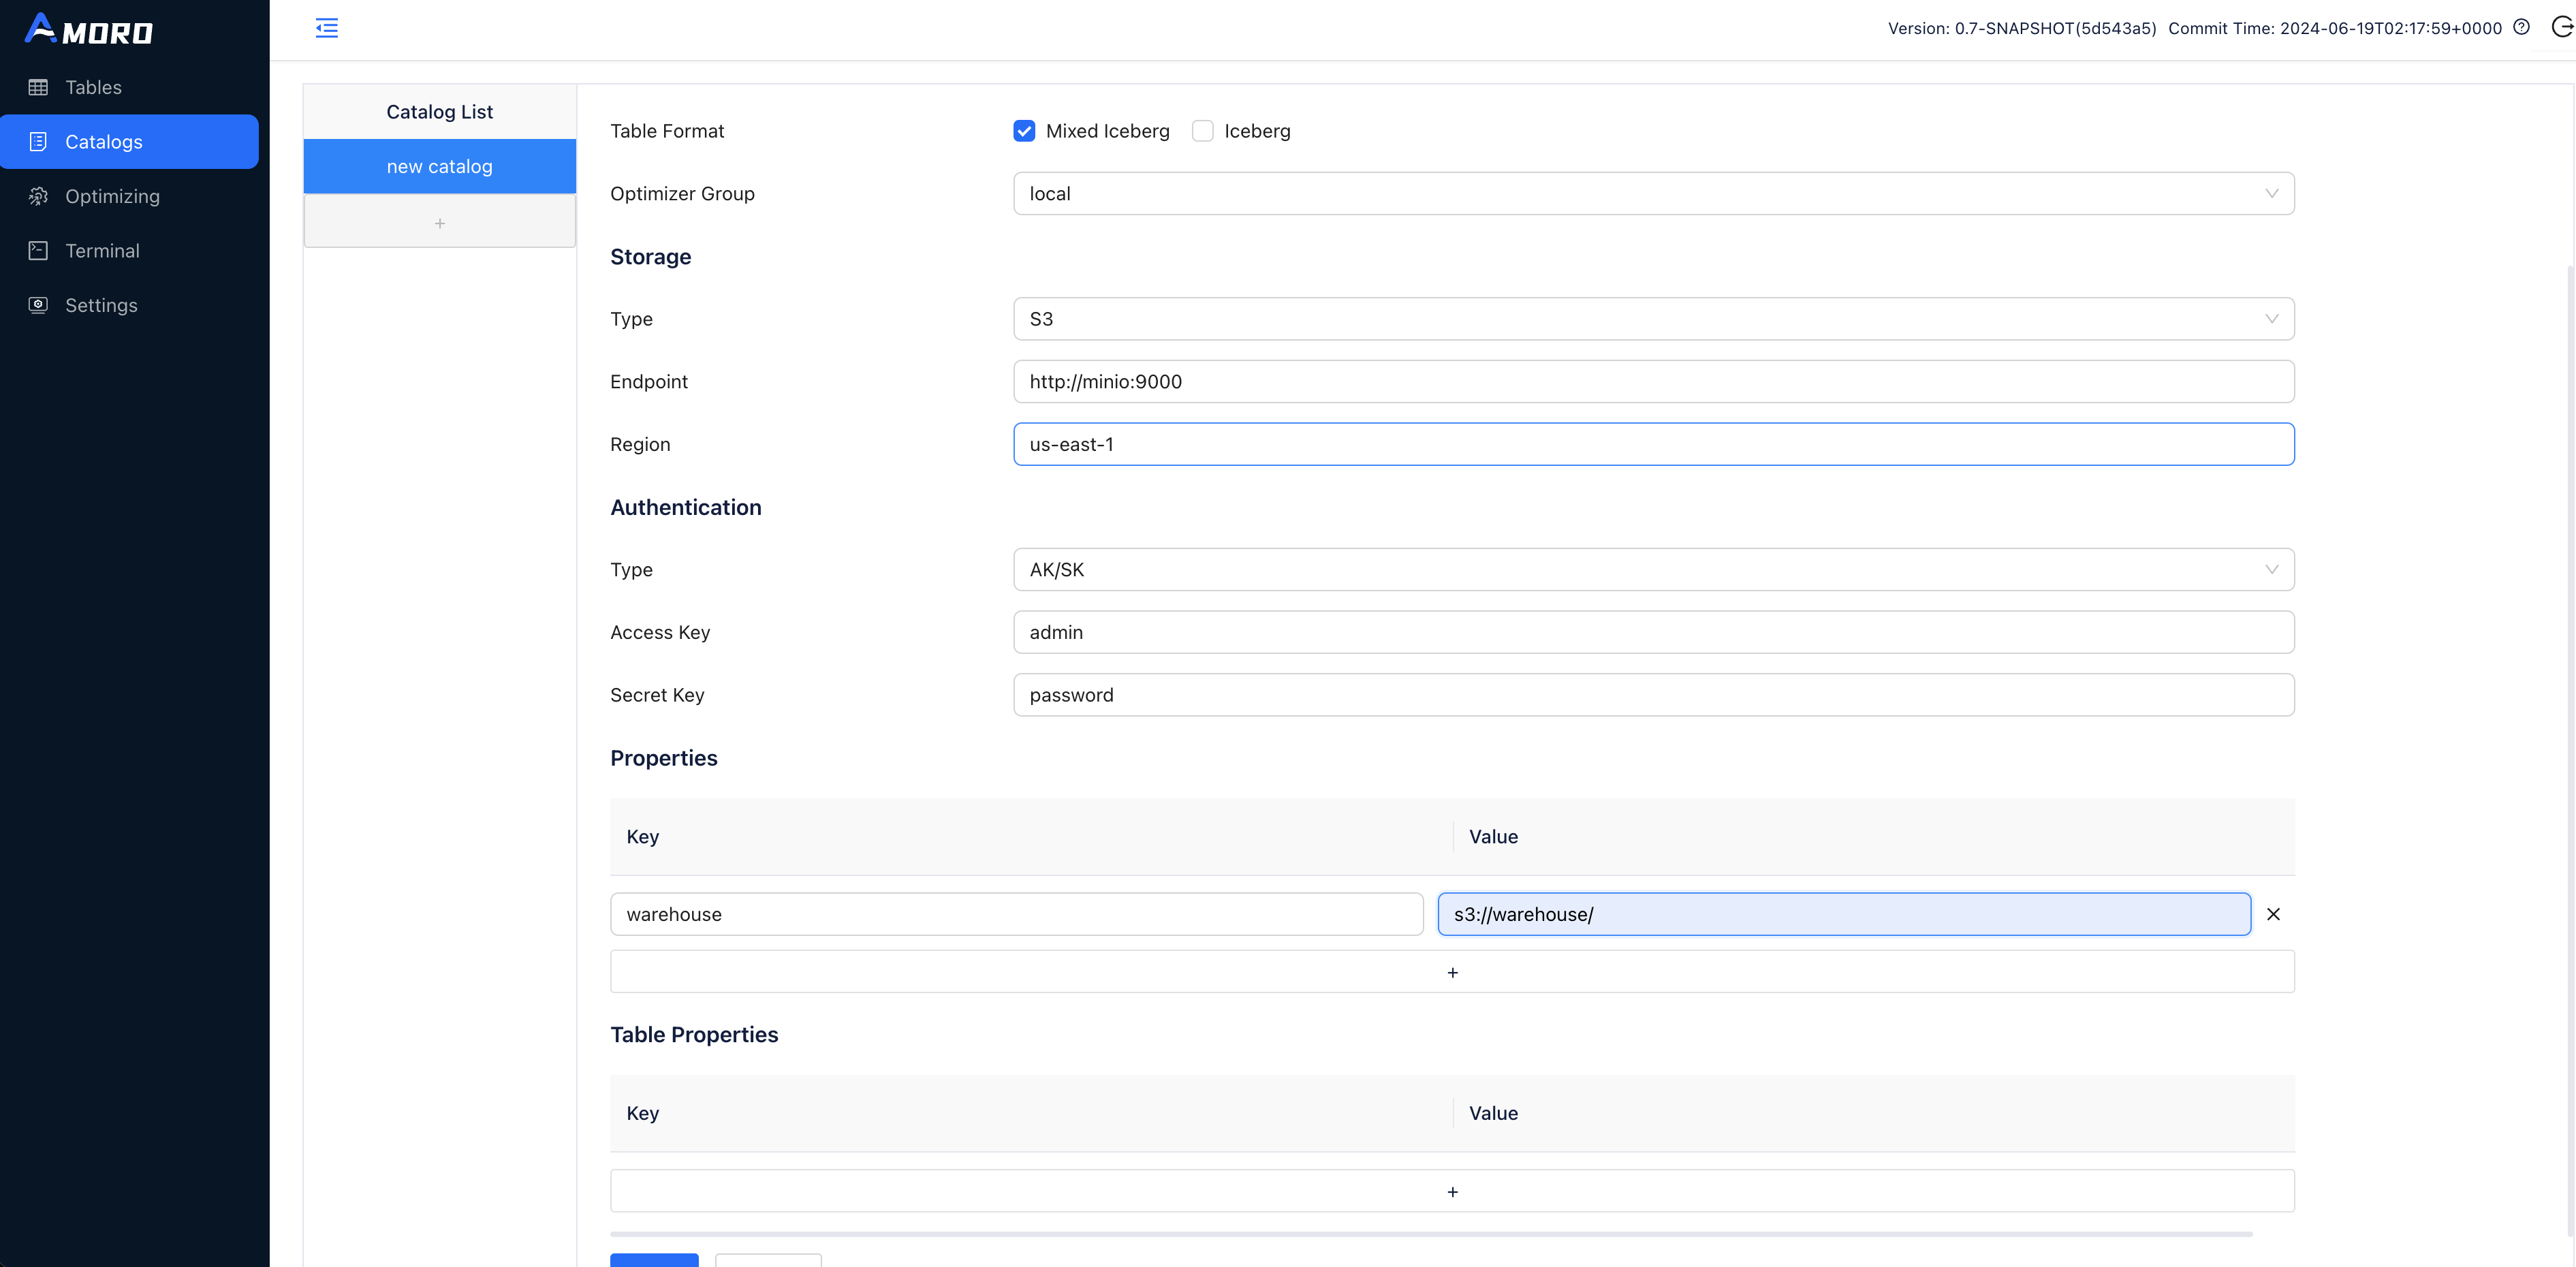 AMORO
Version: 0.7-SNAPSHOT(5d543a5) Commit Time: 2024-06-19T02:17:59+0000
Tables
Catalogs
Optimizing
Terminal
Settings
Catalog List
new catalog
+
Table Format
Mixed Iceberg
Iceberg
Optimizer Group
local
Storage
Type
S3
Endpoint
http://minio:9000
Region
us-east-1
Authentication
Type
AK/SK
Access Key
admin
Secret Key
password
Properties
Key
Value
warehouse
s3://warehouse/
+
Table Properties
Key
Value
+